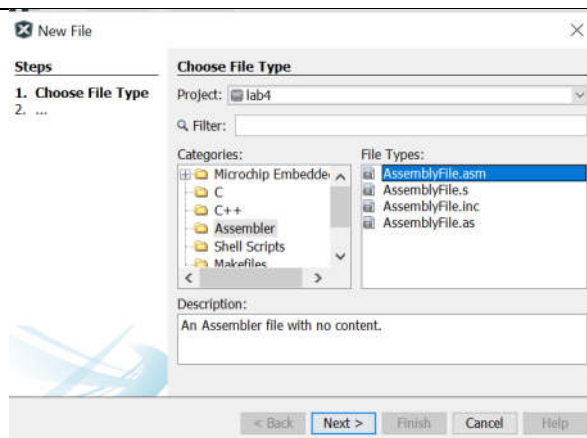 New File
Steps
1. Choose File Type
2. ...
Choose File Type
Project: lab4
Filter:
Categories:
Microchip Embedde
C
C++
Assembler
Shell Scripts
Makefiles
File Types:
AssemblyFile.asm
AssemblyFile.s
AssemblyFile.inc
AssemblyFile.as
Description:
An Assembler file with no content.
< Back Next > Finish Cancel Help